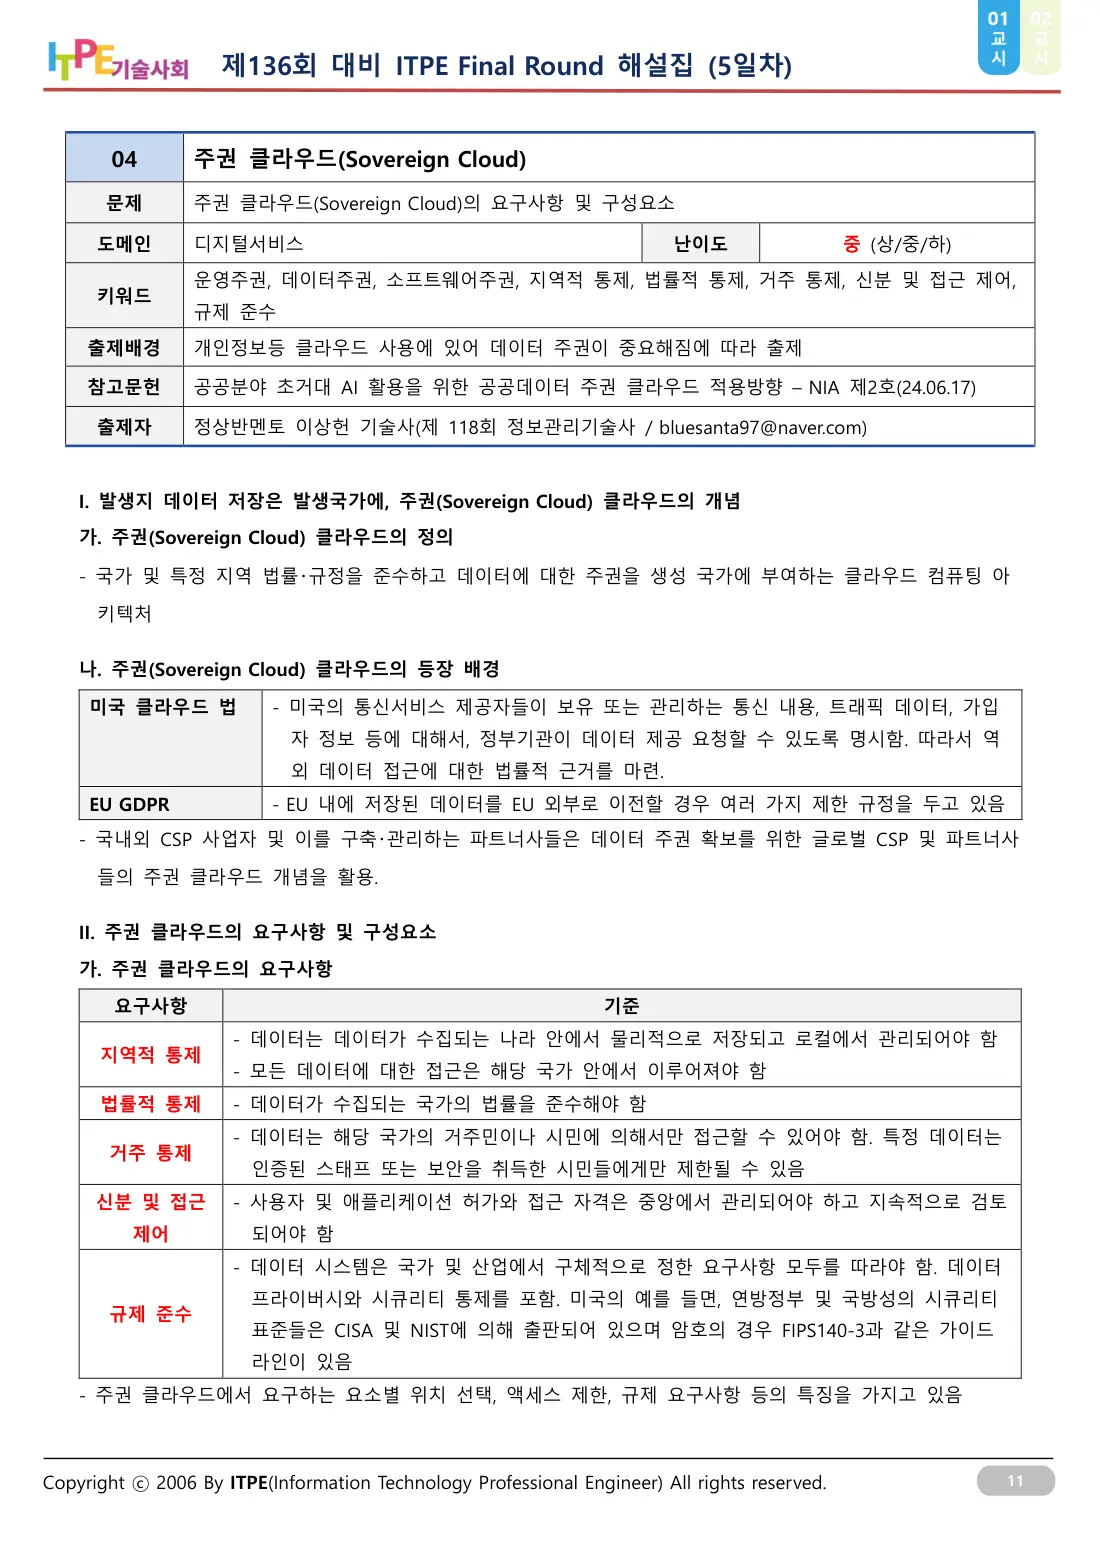 ITPE기술사회 제136회 대비 ITPE Final Round 해설집 (5일차)
01 교시
02 교시
04 주권 클라우드(Sovereign Cloud)
문제 주권 클라우드(Sovereign Cloud)의 요구사항 및 구성요소
도메인 디지털서비스 난이도 중 (상/중/하)
키워드 운영주권, 데이터주권, 소프트웨어주권, 지역적 통제, 법률적 통제, 거주 통제, 신분 및 접근 제어,
규제 준수
출제배경 개인정보등 클라우드 사용에 있어 데이터 주권이 중요해짐에 따라 출제
참고문헌 공공분야 초거대 AI 활용을 위한 공공데이터 주권 클라우드 적용방향 – NIA 제2호(24.06.17)
출제자 정상반멘토 이상헌 기술사(제 118회 정보관리기술사 / bluesanta97@naver.com)
I. 발생지 데이터 저장은 발생국가에, 주권(Sovereign Cloud) 클라우드의 개념
가. 주권(Sovereign Cloud) 클라우드의 정의
- 국가 및 특정 지역 법률·규정을 준수하고 데이터에 대한 주권을 생성 국가에 부여하는 클라우드 컴퓨팅 아
키텍처
나. 주권(Sovereign Cloud) 클라우드의 등장 배경
미국 클라우드 법 - 미국의 통신서비스 제공자들이 보유 또는 관리하는 통신 내용, 트래픽 데이터, 가입
자 정보 등에 대해서, 정부기관이 데이터 제공 요청할 수 있도록 명시함. 따라서 역
외 데이터 접근에 대한 법률적 근거를 마련.
EU GDPR - EU 내에 저장된 데이터를 EU 외부로 이전할 경우 여러 가지 제한 규정을 두고 있음
- 국내외 CSP 사업자 및 이를 구축·관리하는 파트너사들은 데이터 주권 확보를 위한 글로벌 CSP 및 파트너사
들의 주권 클라우드 개념을 활용.
II. 주권 클라우드의 요구사항 및 구성요소
가. 주권 클라우드의 요구사항
요구사항 기준
지역적 통제 - 데이터는 데이터가 수집되는 나라 안에서 물리적으로 저장되고 로컬에서 관리되어야 함
- 모든 데이터에 대한 접근은 해당 국가 안에서 이루어져야 함
법률적 통제 - 데이터가 수집되는 국가의 법률을 준수해야 함
거주 통제 - 데이터는 해당 국가의 거주민이나 시민에 의해서만 접근할 수 있어야 함. 특정 데이터는
인증된 스태프 또는 보안을 취득한 시민들에게만 제한될 수 있음
신분 및 접근 제어 - 사용자 및 애플리케이션 허가와 접근 자격은 중앙에서 관리되어야 하고 지속적으로 검토
되어야 함
규제 준수 - 데이터 시스템은 국가 및 산업에서 구체적으로 정한 요구사항 모두를 따라야 함. 데이터
프라이버시와 시큐리티 통제를 포함. 미국의 예를 들면, 연방정부 및 국방성의 시큐리티
표준들은 CISA 및 NIST에 의해 출판되어 있으며 암호의 경우 FIPS140-3과 같은 가이드
라인이 있음
- 주권 클라우드에서 요구하는 요소별 위치 선택, 액세스 제한, 규제 요구사항 등의 특징을 가지고 있음
Copyright ⓒ 2006 By ITPE(Information Technology Professional Engineer) All rights reserved.
11